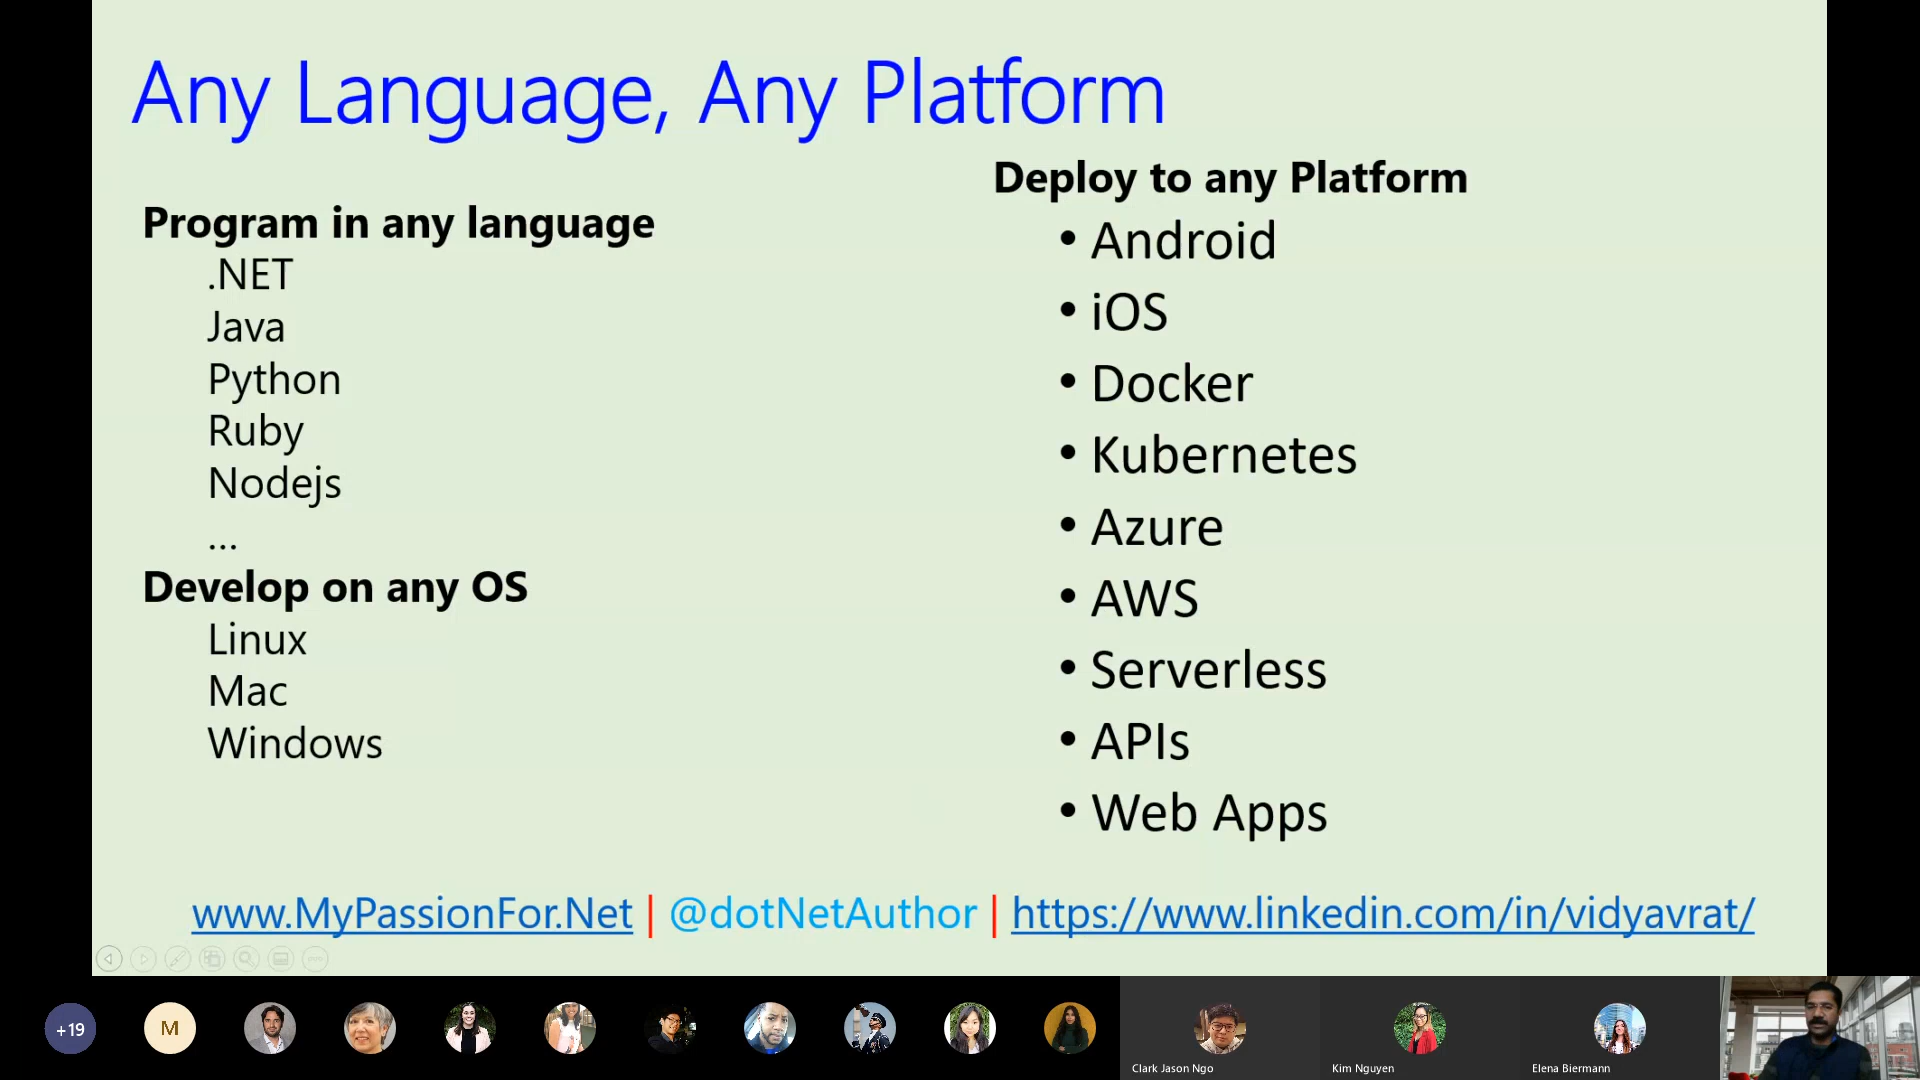 Any Language, Any Platform
Program in any language
.NET
Java
Python
Ruby
Nodejs
...
Develop on any OS
Linux
Mac
Windows
Deploy to any Platform
• Android
• iOS
• Docker
• Kubernetes
• Azure
• AWS
• Serverless
• APIs
• Web Apps
www.MyPassionFor.Net | @dotNetAuthor | https://www.linkedin.com/in/vidyavrat/
+19
M
Clark Jason Ngo
Kim Nguyen
Elena Biermann